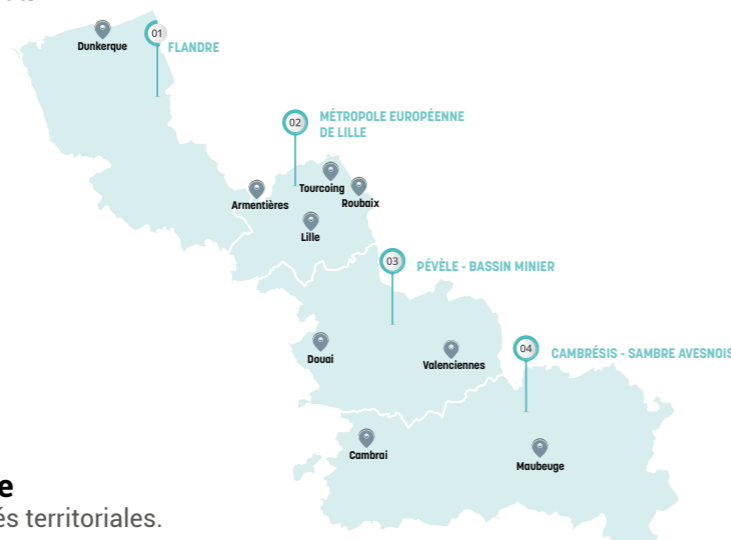 Dunkerque
01
FLANDRE
02
MÉTROPOLE EUROPÉENNE
DE LILLE
Tourcoing
Armentières
Roubaix
Lille
03
PÉVÈLE - BASSIN MINIER
Douai
Valenciennes
04
CAMBRÉSIS - SAMBRE AVESNOIS
Cambrai
Maubeuge
territoriales.